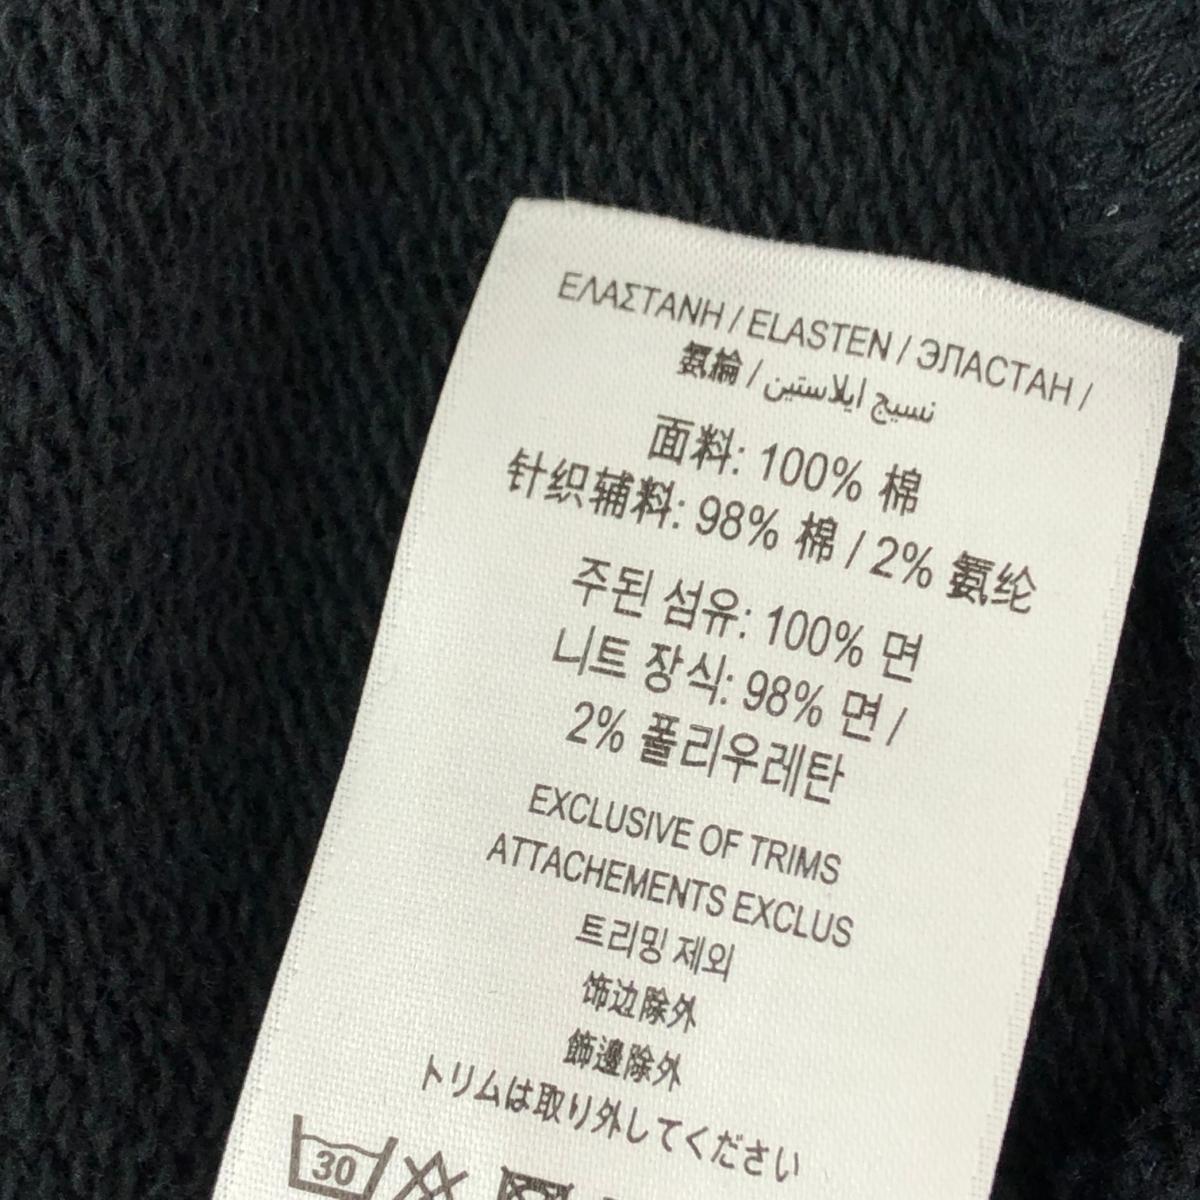 ΕΛΑΣΤΑΝΗ / ELASTEN / ЭЛАСТАН /
氨綸 / نسيج ايلاستين
面料: 100% 棉
针织辅料: 98% 棉 / 2% 氨纶
주된 섬유: 100% 면
니트 장식: 98% 면 /
2% 폴리우레탄
EXCLUSIVE OF TRIMS
ATTACHEMENTS EXCLUS
트리밍 제외
饰边除外
飾邊除外
トリムは取り外してください
30